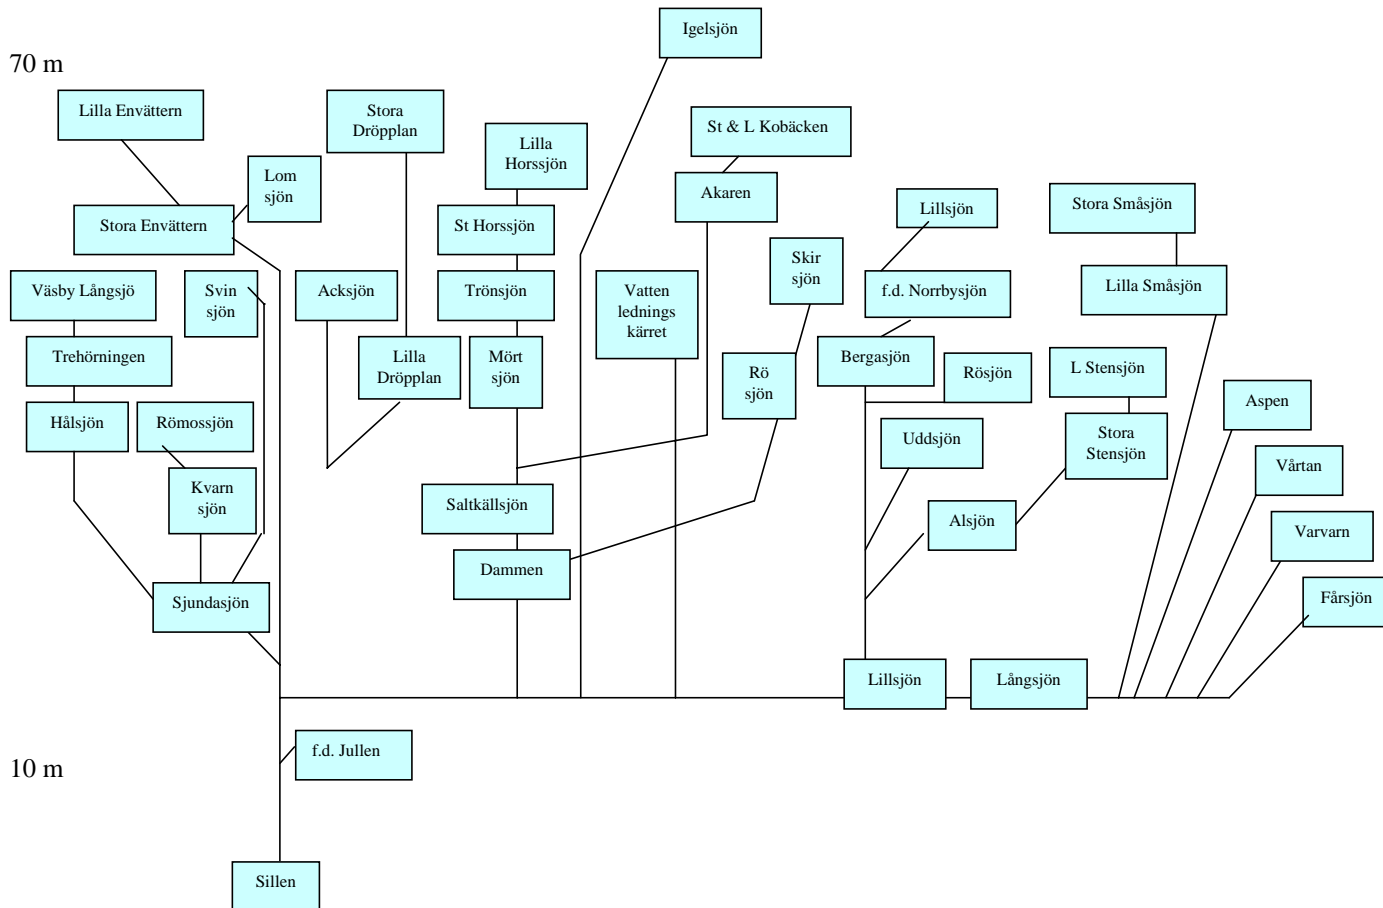 Igelsjön
70 m
Lilla Envättern
Stora
Dröpplan
St & L Kobäcken
Lilla
Horssjön
Lom
sjön
Akaren
Lillsjön
Stora Småsjön
Stora Envättern
St Horssjön
Skir
sjön
Väsby Långsjö
Svin
sjön
Acksjön
Trönsjön
Vatten
lednings
kärret
f.d. Norrbysjön
Lilla Småsjön
Trehörningen
Lilla
Dröpplan
Mört
sjön
Rö
sjön
Bergasjön
Rösjön
L Stensjön
Hålsjön
Römossjön
Uddsjön
Stora
Stensjön
Aspen
Kvarn
sjön
Saltkällsjön
Alsjön
Vårtan
Varvarn
Dammen
Sjundasjön
Fårsjön
Lillsjön
Långsjön
f.d. Jullen
10 m
Sillen